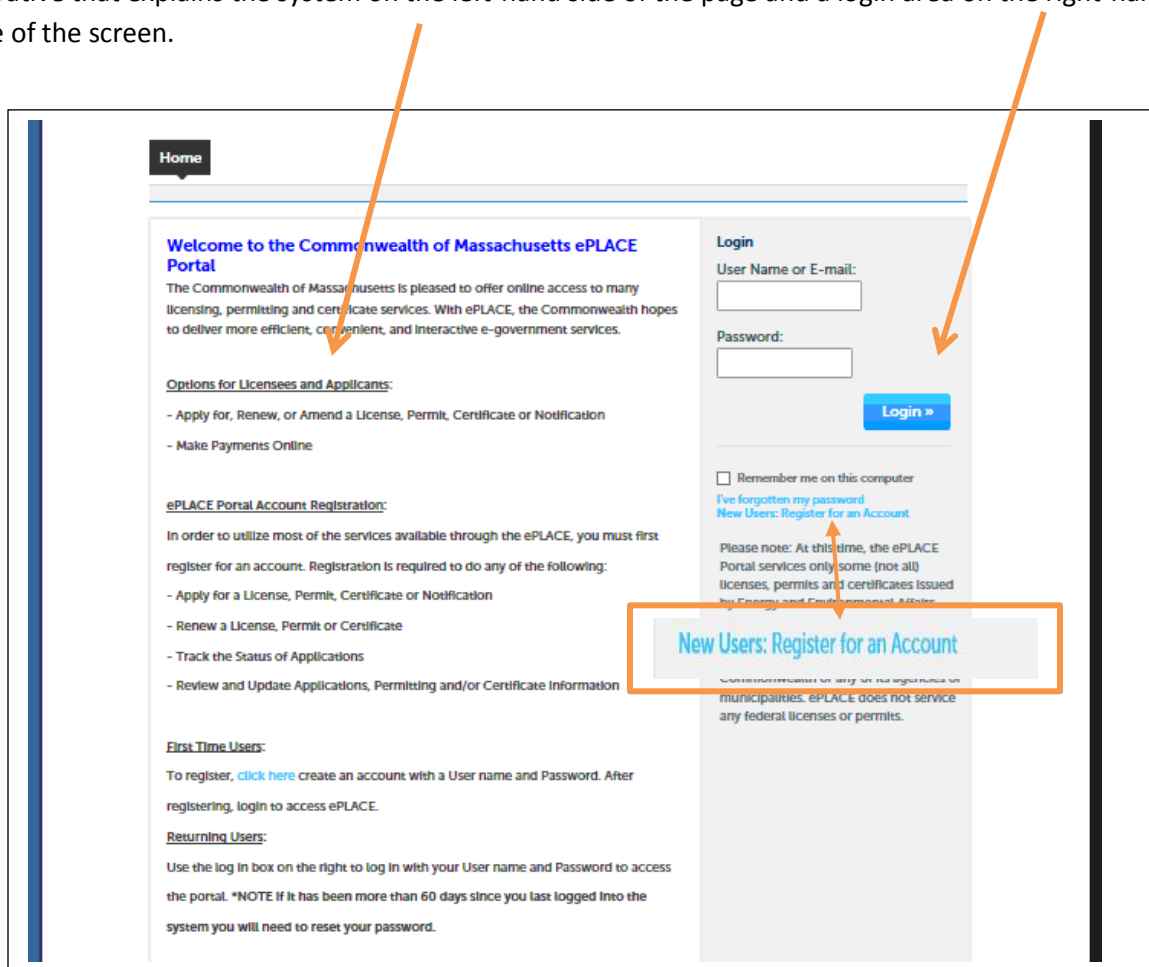 that explains the system on the left-hand side of the page and a login area on the right-
of the screen.
Home
Welcome to the Commonwealth of Massachusetts ePLACE
Portal
The Commonwealth of Massachusetts is pleased to offer online access to many
licensing, permitting and certificate services. With ePLACE, the Commonwealth hopes
to deliver more efficient, convenient, and interactive e-government services.
Options for Licensees and Applicants:
- Apply for, Renew, or Amend a License, Permit, Certificate or Notification
- Make Payments Online
ePLACE Portal Account Registration:
In order to utilize most of the services available through the ePLACE, you must first
register for an account. Registration is required to do any of the following:
- Apply for a License, Permit, Certificate or Notification
- Renew a License, Permit or Certificate
- Track the Status of Applications
- Review and Update Applications, Permitting and/or Certificate Information
First Time Users:
To register, click here create an account with a User name and Password. After
registering, login to access ePLACE.
Returning Users:
Use the log in box on the right to log in with your User name and Password to access
the portal. *NOTE if it has been more than 60 days since you last logged into the
system you will need to reset your password.
Login
User Name or E-mail:
Password:
Login »
Remember me on this computer
I've forgotten my password
New Users: Register for an Account
Please note: At this time, the ePLACE
Portal services only some (not all)
licenses, permits and certificates issued
by Energy and Environmental Affairs
New Users: Register for an Account
Commonwealth or any of its agencies or
municipalities. ePLACE does not service
any federal licenses or permits.